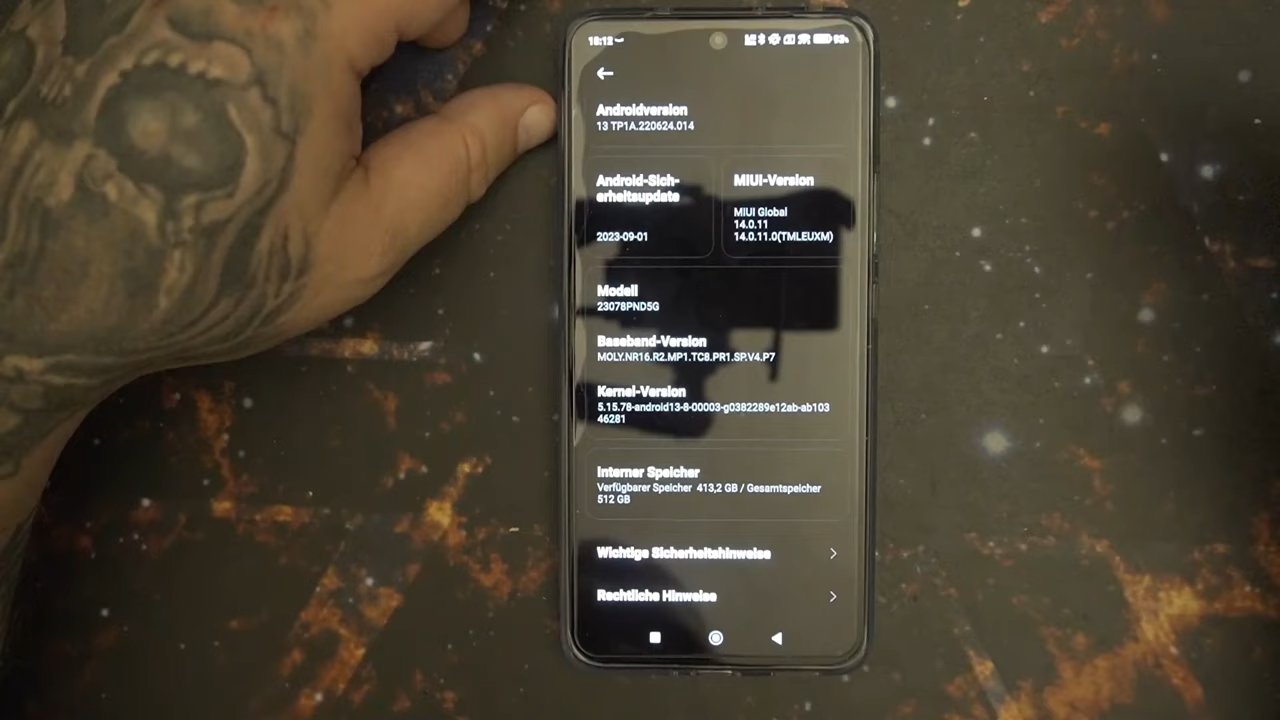 18:12
93%
Androidversion
13 TP1A.220624.014
Android-Sich-
erheitsupdate
2023-09-01
MIUI-Version
MIUI Global
14.0.11
14.0.11.0(TMLEUXM)
Modell
23078PND5G
Baseband-Version
MOLY.NR16.R2.MP1.TC8.PR1.SP.V4.P7
Kernel-Version
5.15.78-android13-8-00003-g0382289e12ab-ab103
46281
Interner Speicher
Verfügbarer Speicher 413,2 GB / Gesamtspeicher
512 GB
Wichtige Sicherheitshinweise
Rechtliche Hinweise